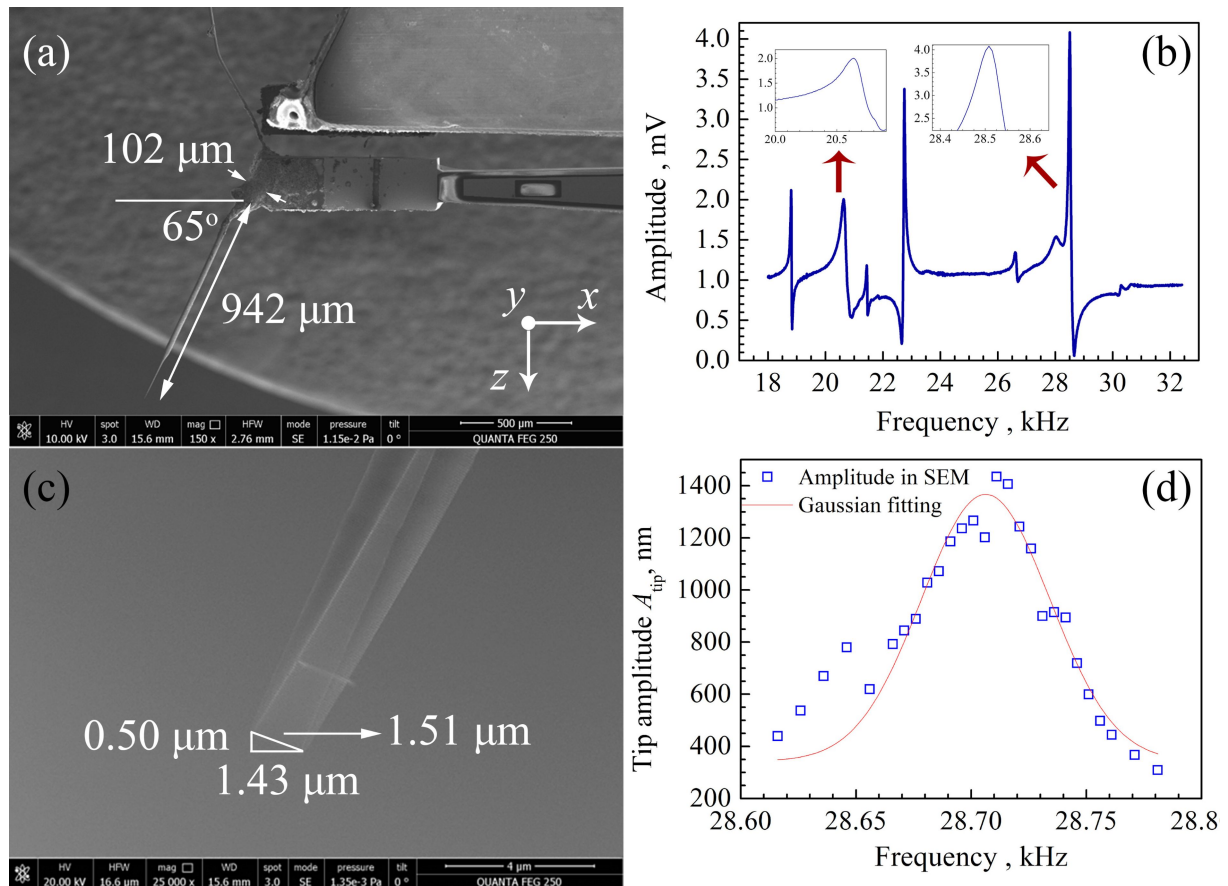 (a)
102 μm
65°
942 μm
y
x
z
HV spot WD mag HFW mode pressure tilt 500 μm
10.00 kV 3.0 15.6 mm 150 x 2.76 mm SE 1.15e-2 Pa 0 ° QUANTA FEG 250
(b)
Amplitude , mV
4.0
3.5
3.0
2.5
2.0
1.5
1.0
0.5
0.0
18 20 22 24 26 28 30 32
Frequency , kHz
2.0
1.5
1.0
20.0 20.5
4.0
3.5
3.0
2.5
28.4 28.5 28.6
(c)
0.50 μm
1.51 μm
1.43 μm
HV HFW mag WD spot mode pressure tilt 4 μm
20.00 kV 16.6 μm 25 000 x 15.6 mm 3.0 SE 1.35e-3 Pa 0 ° QUANTA FEG 250
(d)
Amplitude in SEM
Gaussian fitting
Tip amplitude Atip, nm
1400
1200
1000
800
600
400
200
28.60 28.65 28.70 28.75 28.8
Frequency , kHz